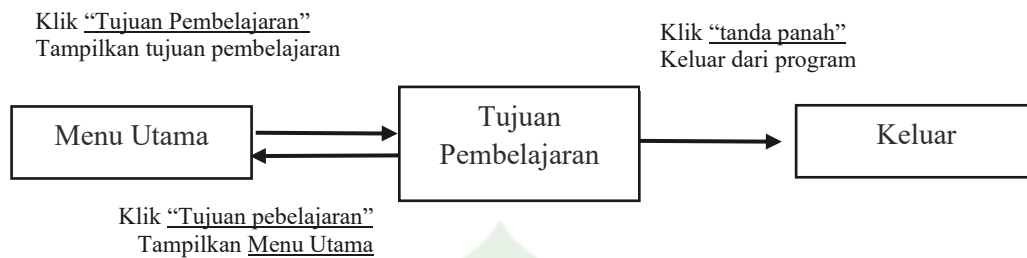 Klik “Tujuan Pembelajaran”
Tampilkan tujuan pembelajaran
Klik “tanda panah”
Keluar dari program
Menu Utama
Tujuan
Pembelajaran
Keluar
Klik “Tujuan pebelajaran”
Tampilkan Menu Utama